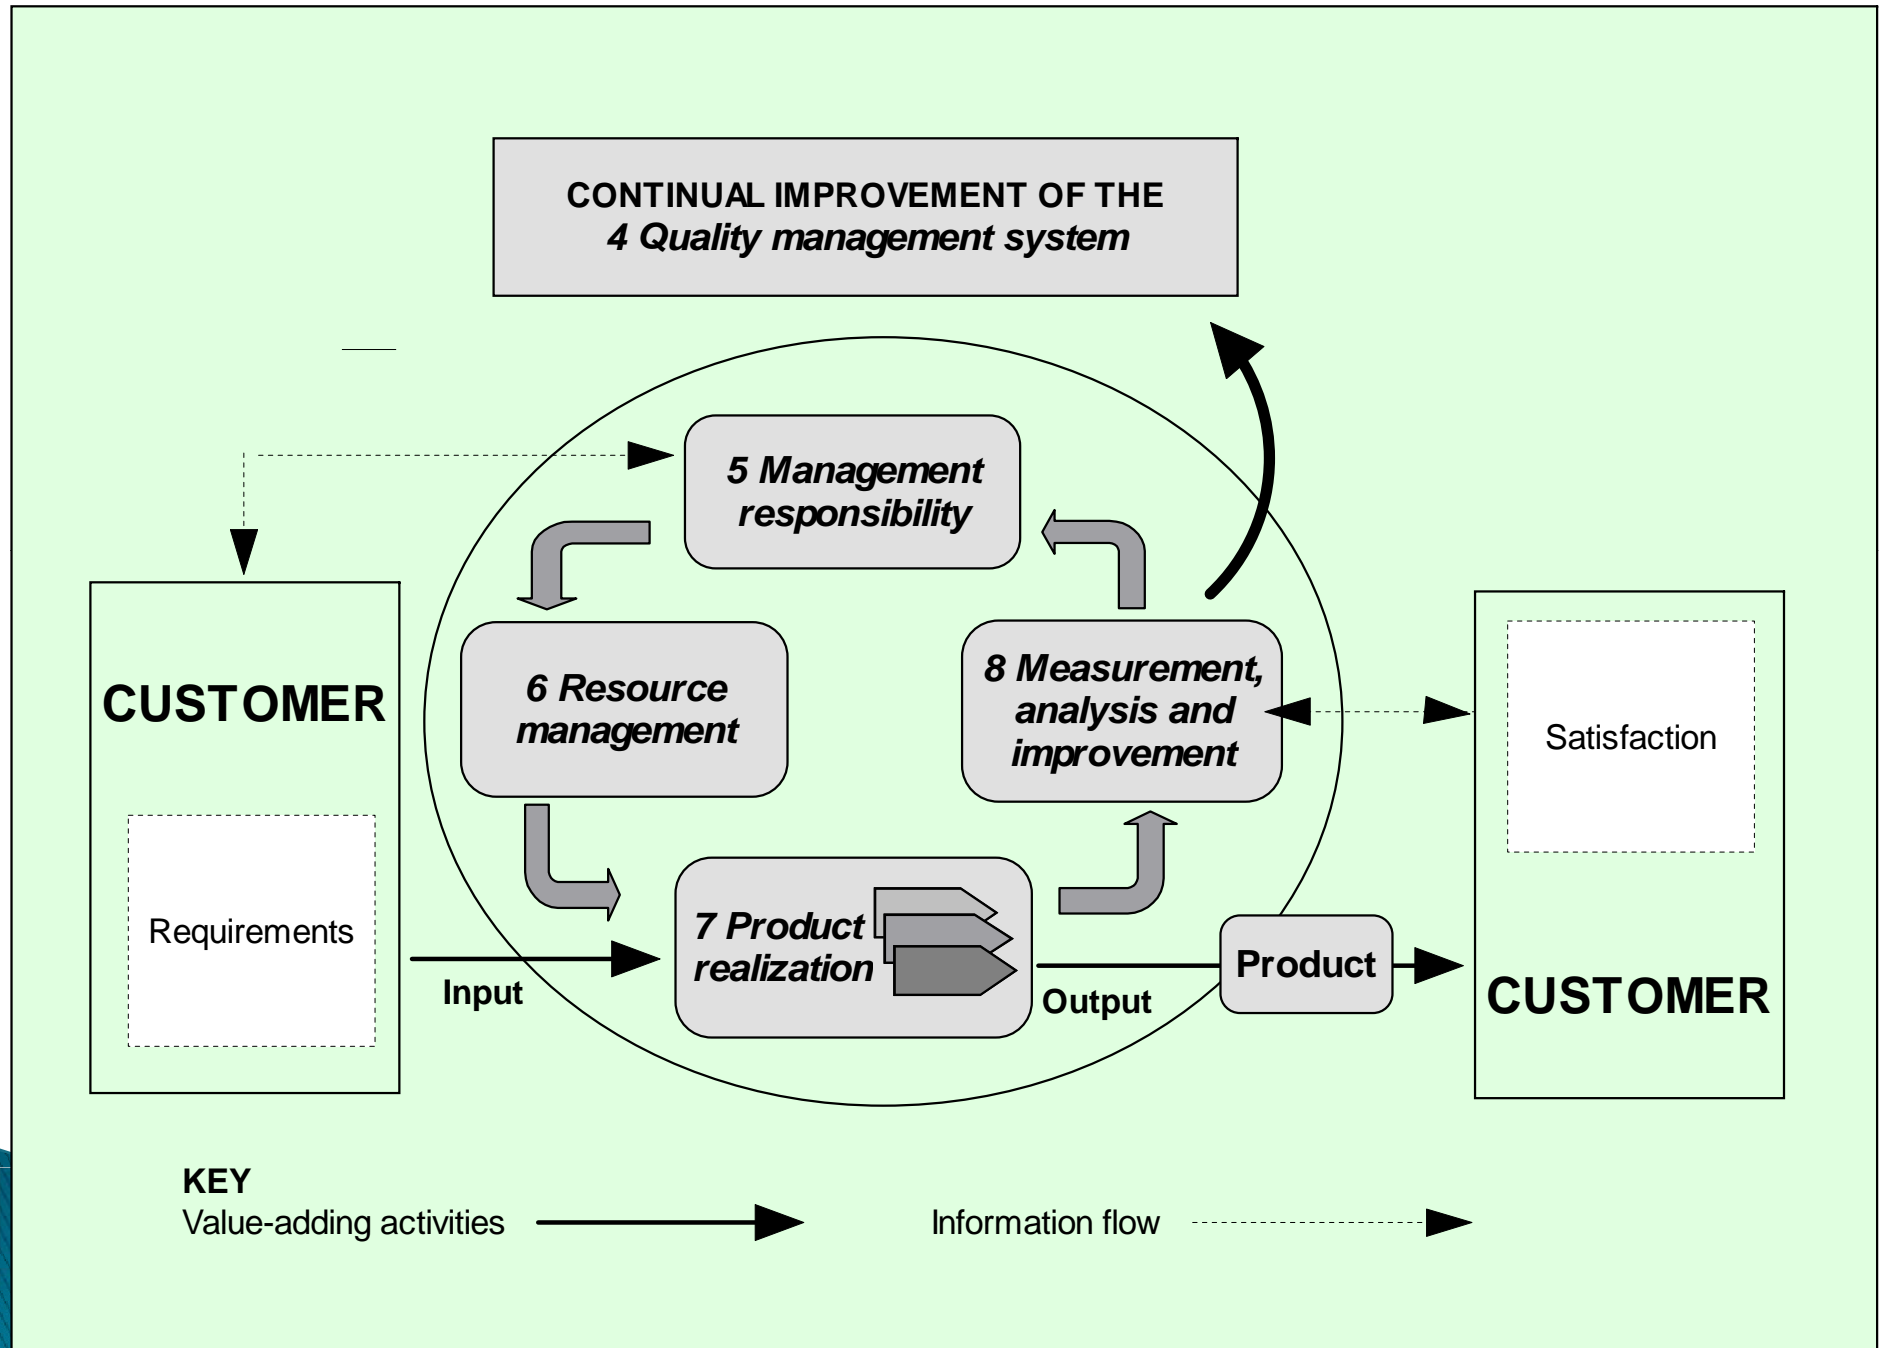 CONTINUAL IMPROVEMENT OF THE
4 Quality management system
5 Management
responsibility
CUSTOMER
6 Resource
management
8 Measurement,
analysis and
improvement
Satisfaction
Requirements
7 Product
realization
Input
Output
Product
CUSTOMER
KEY
Value-adding activities
Information flow